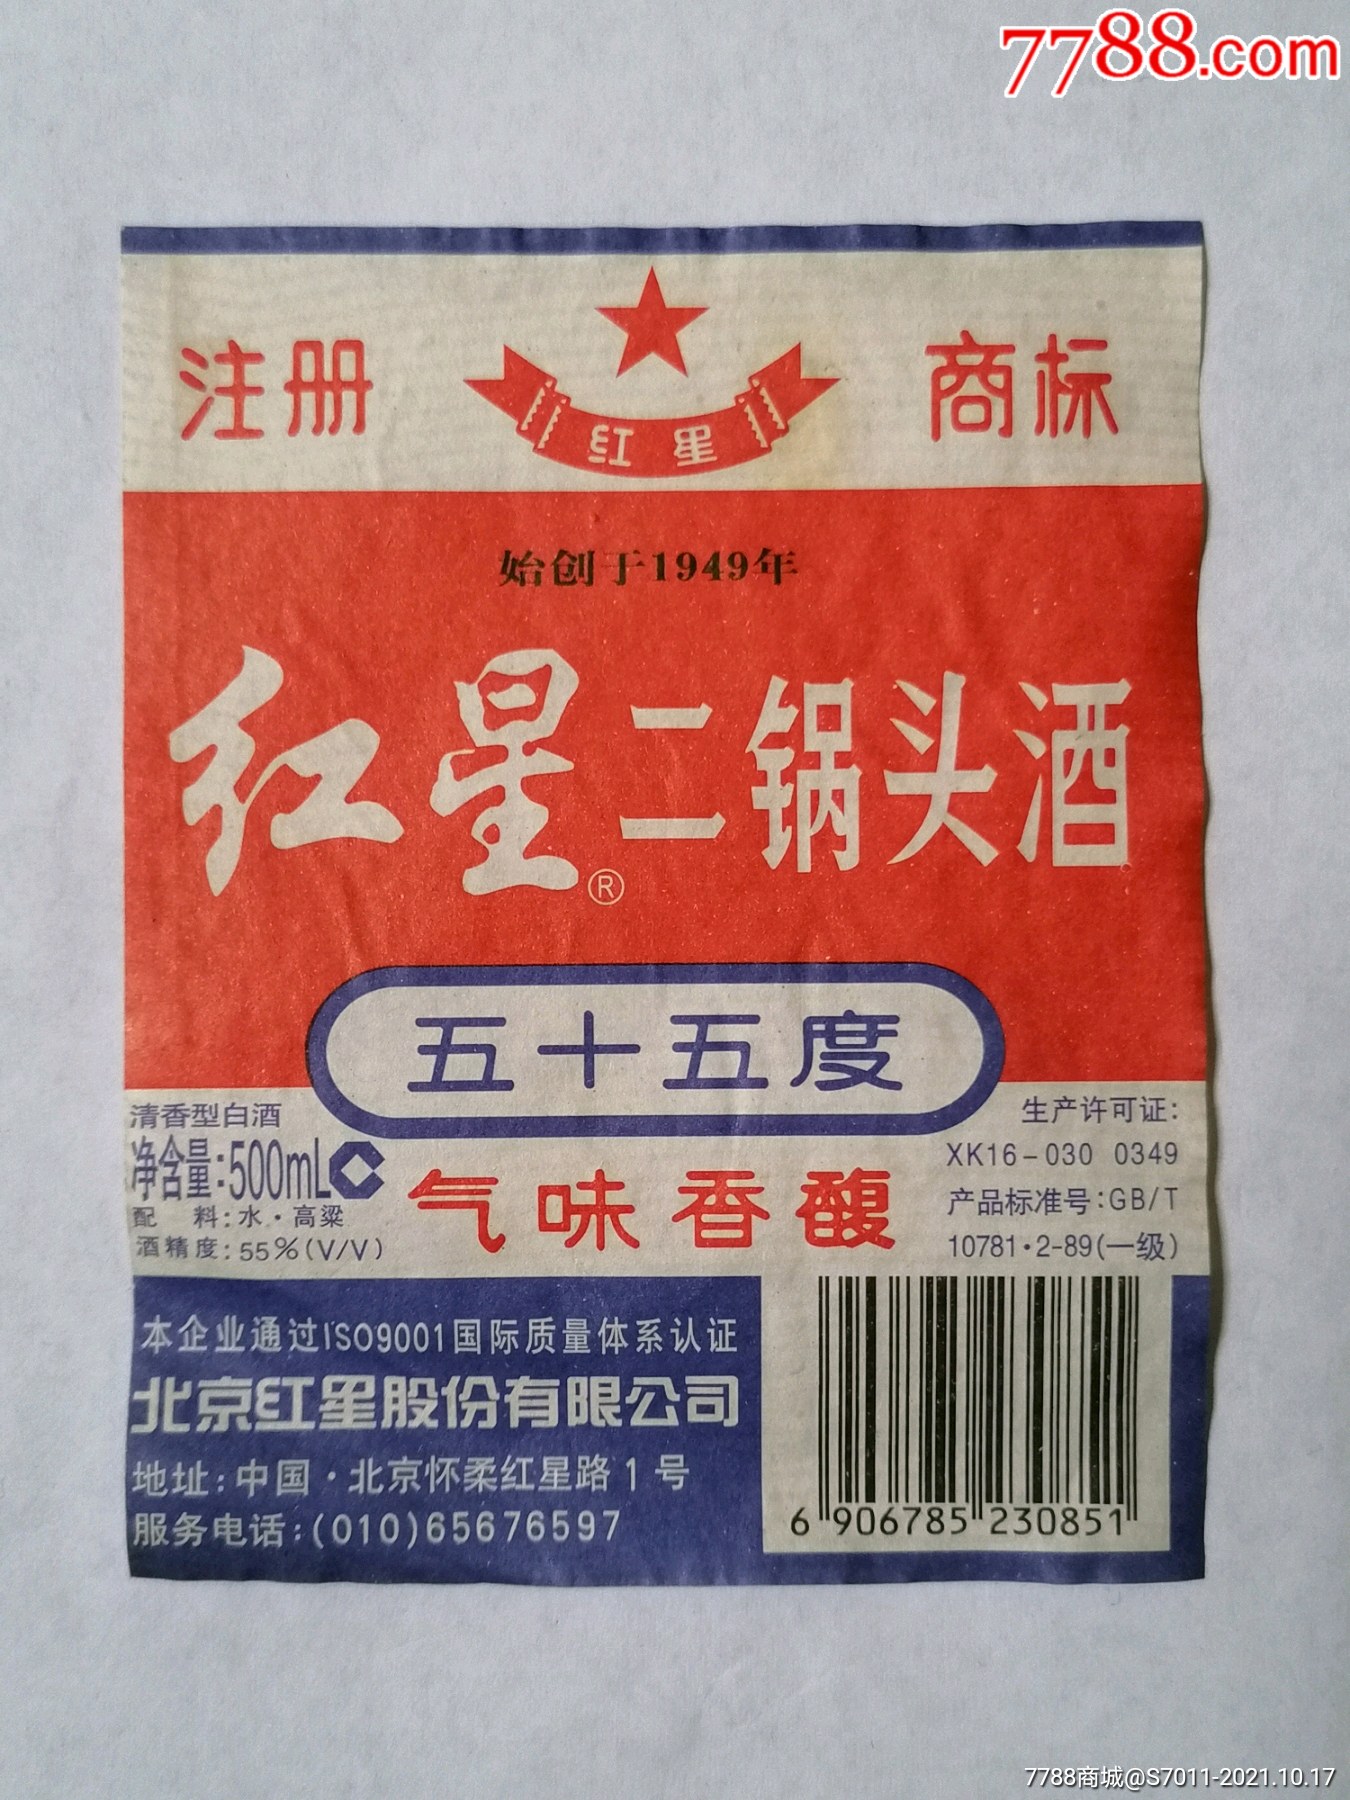 7788.com
注册 商标
红星
始创于1949年
红星®二锅头酒
五十五度
清香型白酒
净含量:500mL
配 料:水·高粱
酒精度:55%(V/V)
气味香馥
生产许可证:
XK16-030 0349
产品标准号:GB/T
10781·2-89(一级)
本企业通过ISO9001国际质量体系认证
北京红星股份有限公司
地址:中国·北京怀柔红星路1号
服务电话:(010)65676597
6 906785 230851
7788商城@S7011-2021.10.17